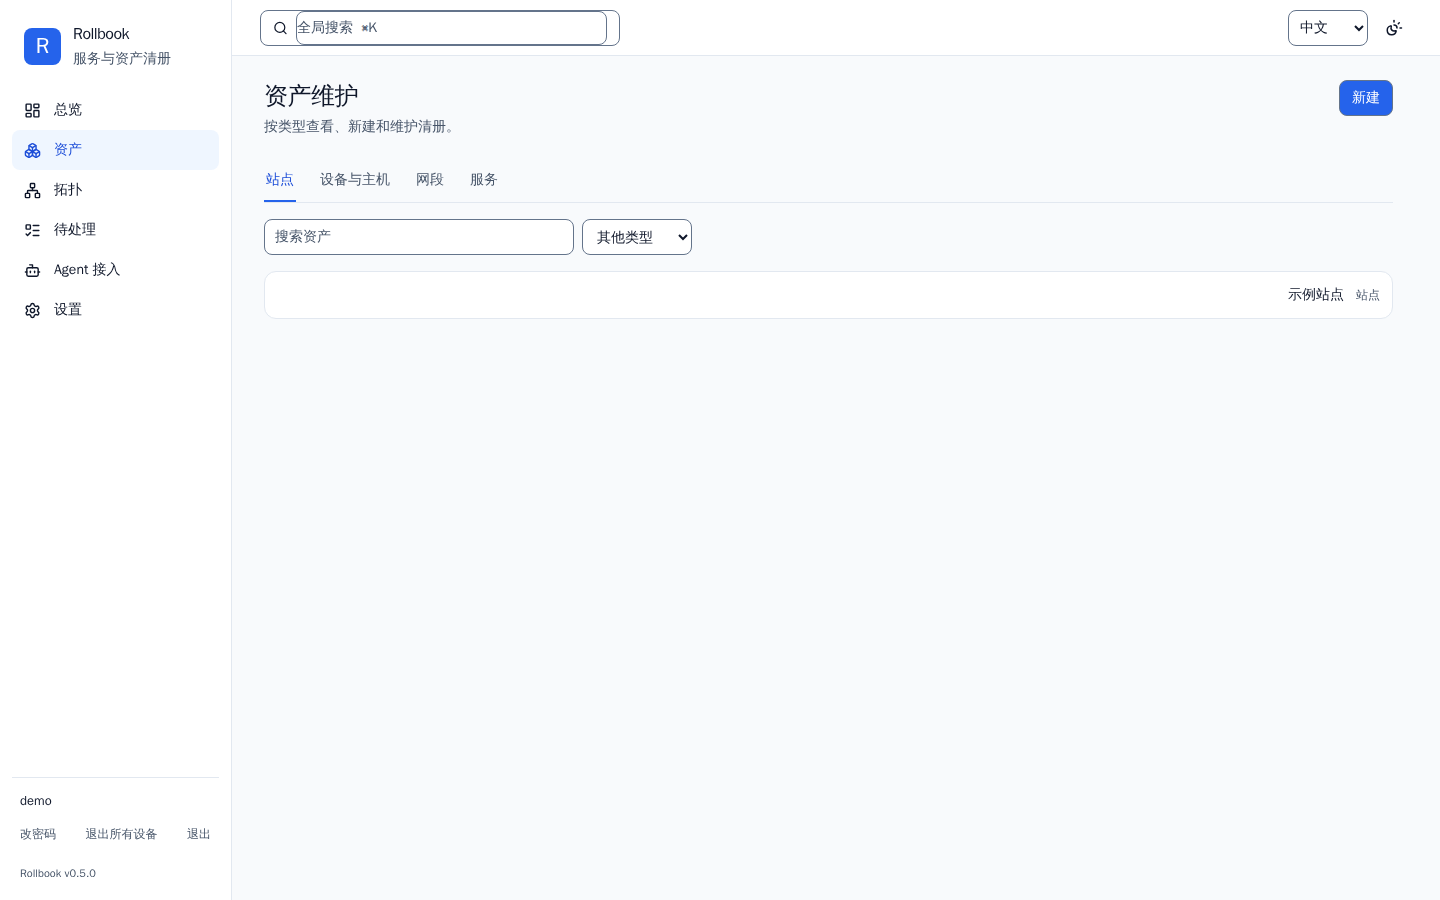 R
Rollbook
服务与资产清册
总览
资产
拓扑
待处理
Agent 接入
设置
demo
改密码 退出所有设备 退出
Rollbook v0.5.0
全局搜索 ⌘K
中文
资产维护
新建
按类型查看、新建和维护清册。
站点 设备与主机 网段 服务
搜索资产 其他类型
示例站点 站点